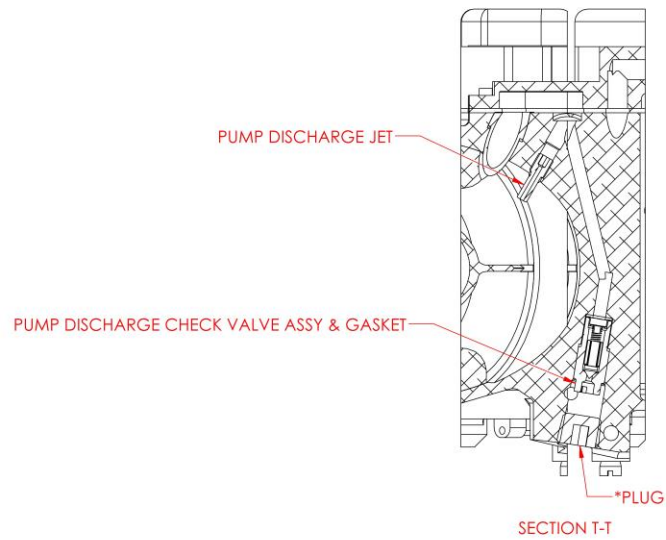 PUMP DISCHARGE JET
PUMP DISCHARGE CHECK VALVE ASSY & GASKET
*PLUG
SECTION T-T